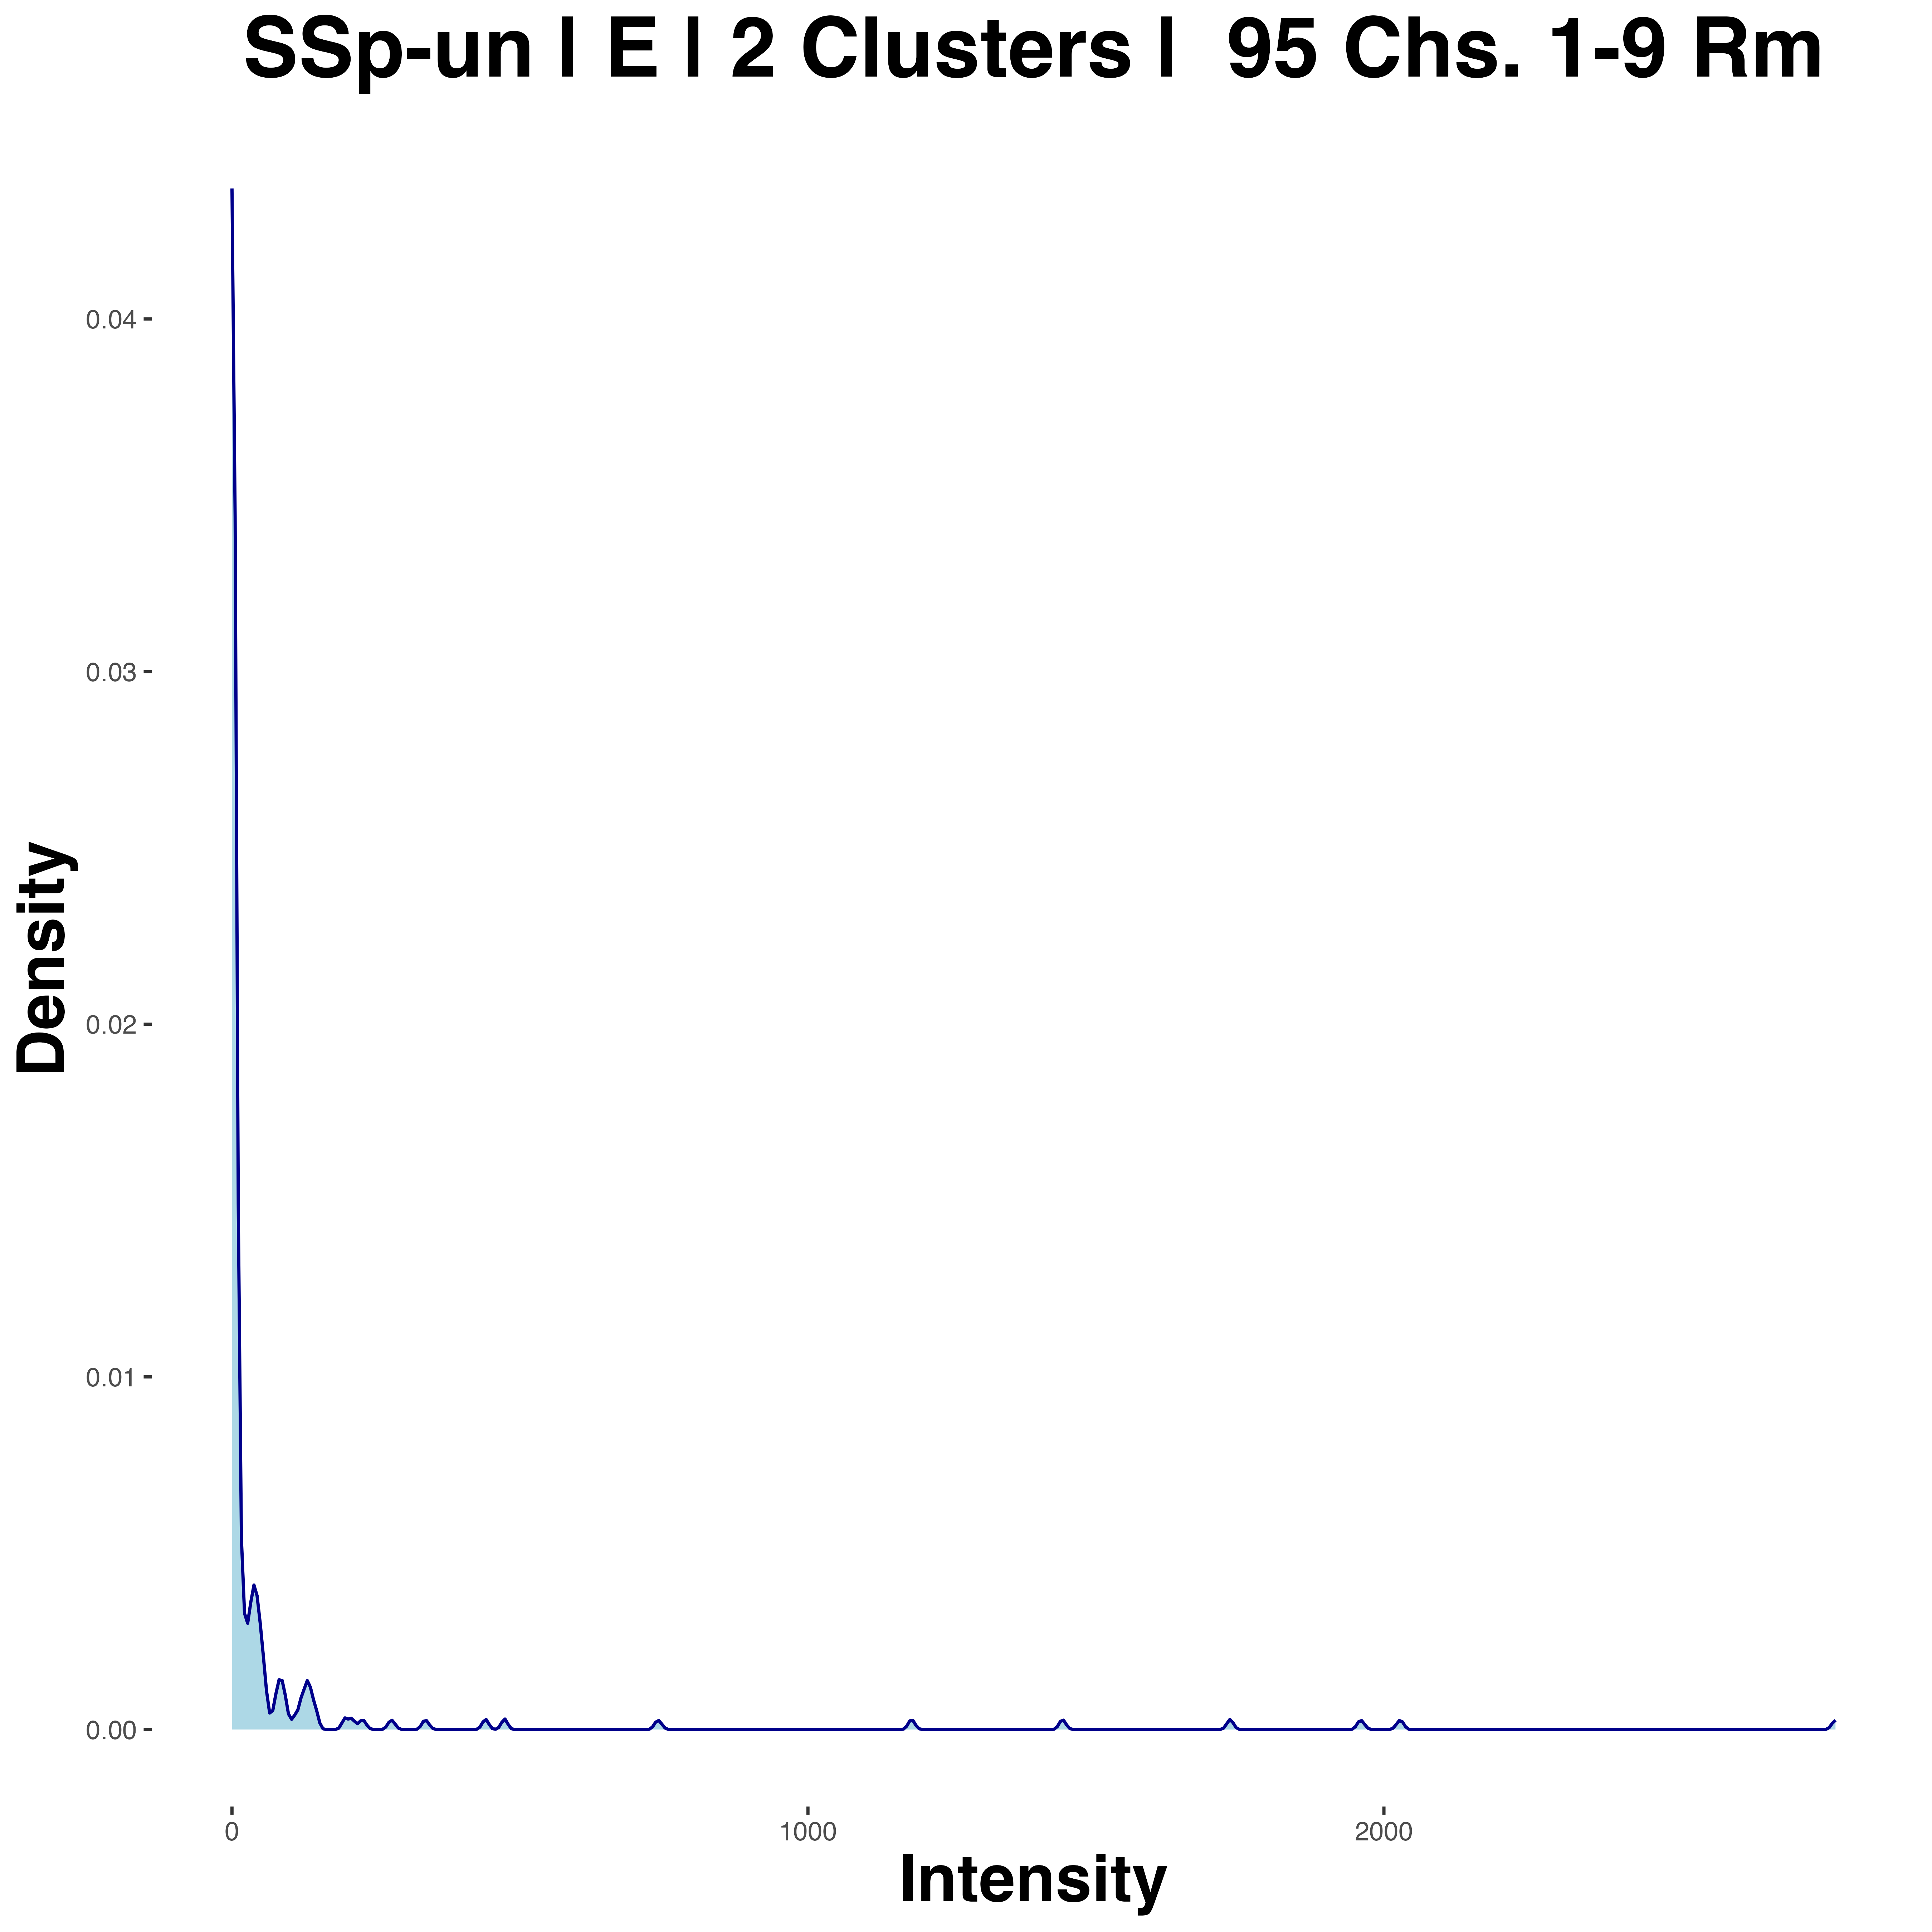 SSp-un | E | 2 Clusters | 95 Chs. 1-9 Rm
0.04
0.03
0.02
0.01
0.00
Density
0 1000 2000
Intensity